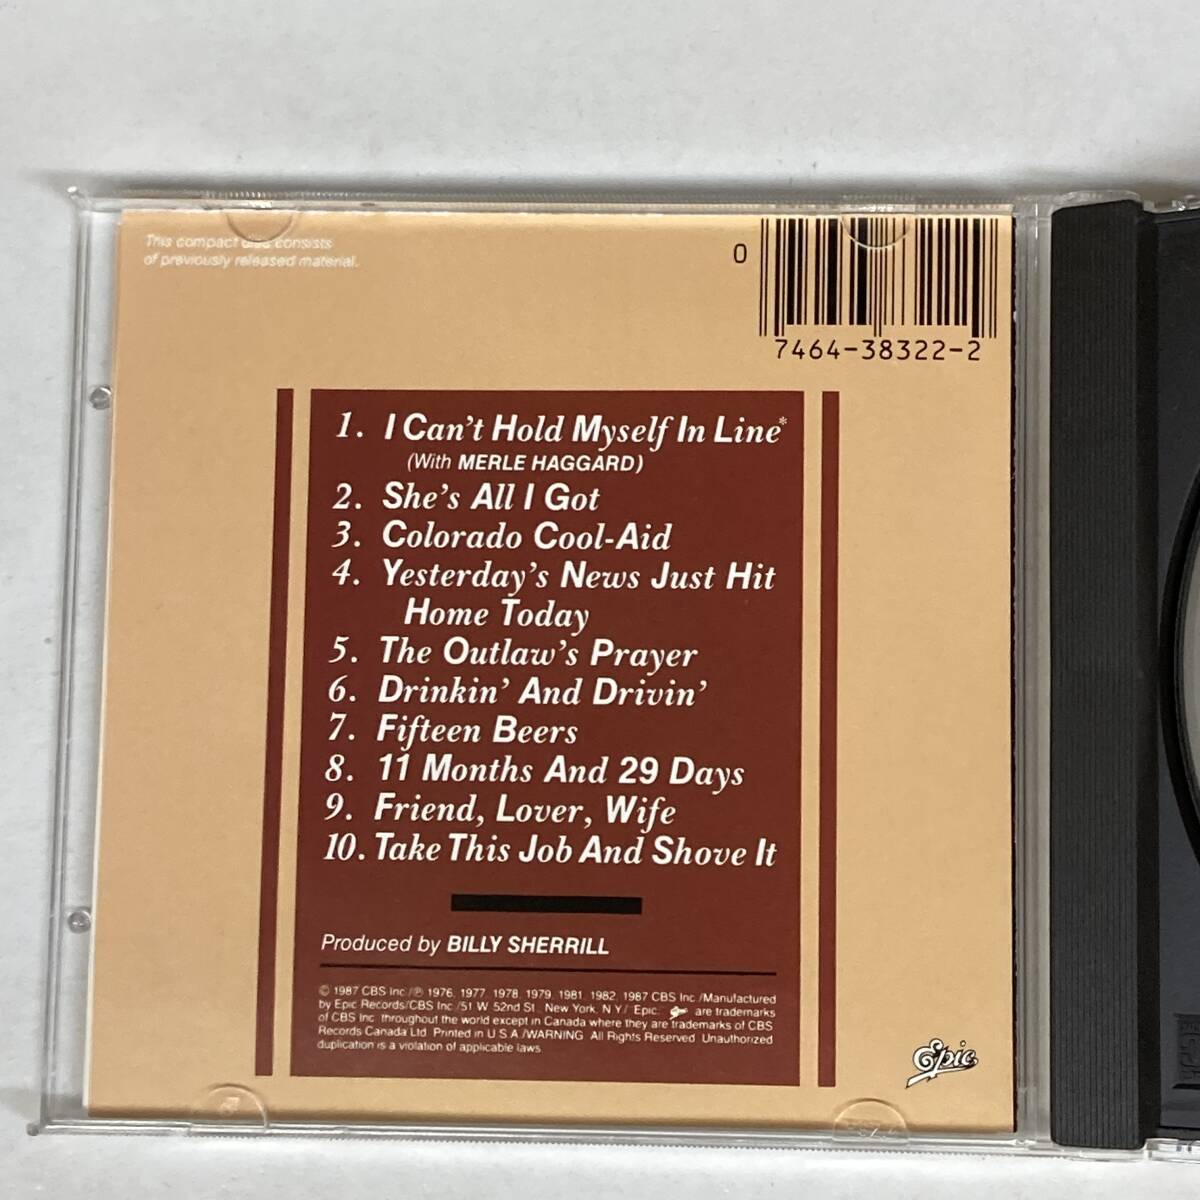 This compact disc consists
of previously released material.
0
7464-38322-2
1. I Can't Hold Myself In Line*
(With MERLE HAGGARD)
2. She's All I Got
3. Colorado Cool-Aid
4. Yesterday's News Just Hit
Home Today
5. The Outlaw's Prayer
6. Drinkin' And Drivin'
7. Fifteen Beers
8. 11 Months And 29 Days
9. Friend, Lover, Wife
10. Take This Job And Shove It
Produced by BILLY SHERRILL
© 1987 CBS Inc./℗ 1976, 1977, 1978, 1979, 1981, 1982, 1987 CBS Inc./Manufactured
by Epic Records/CBS Inc./51 W. 52nd St., New York, N.Y./ Epic, are trademarks
of CBS Inc. throughout the world except in Canada where they are trademarks of CBS
Records Canada Ltd. Printed in U.S.A./WARNING: All Rights Reserved. Unauthorized
duplication is a violation of applicable laws.
Epic